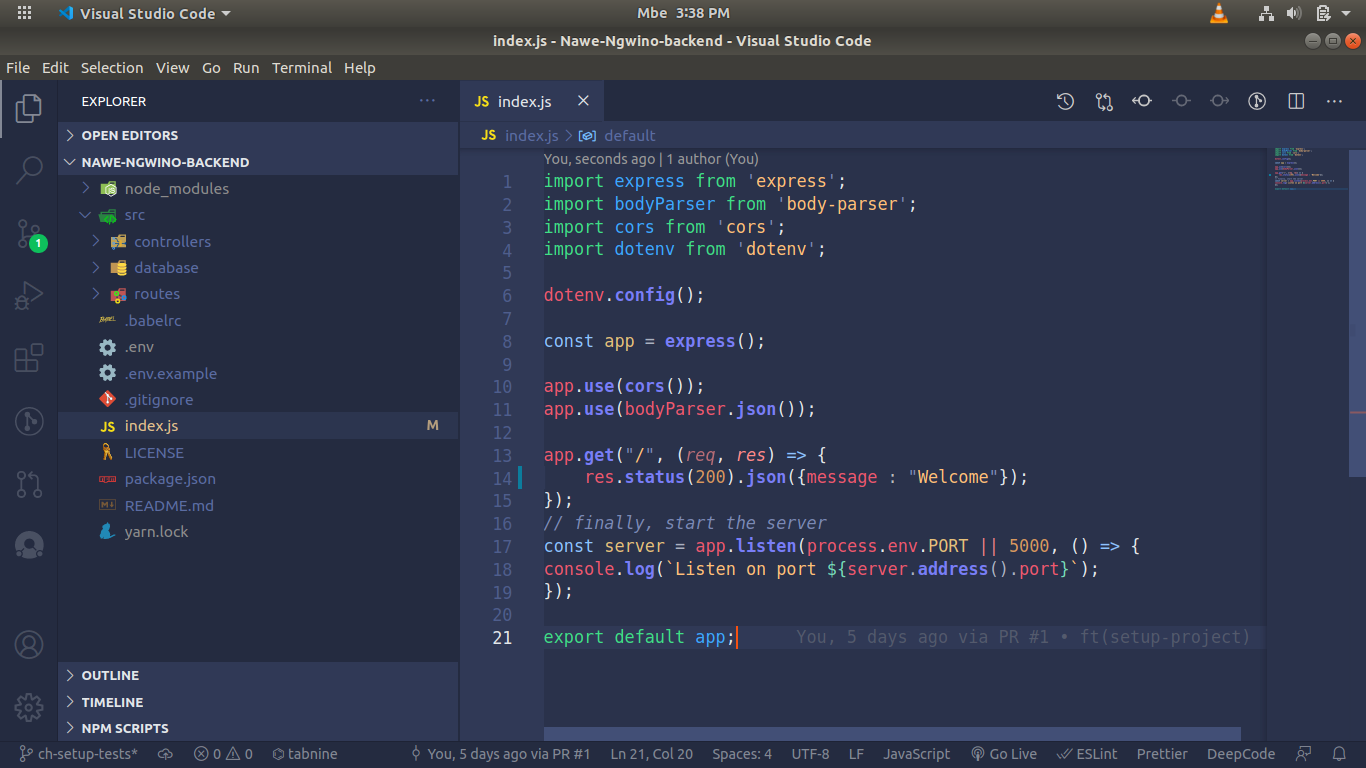 Visual Studio Code
Mbe 3:38 PM
index.js - Nawe-Ngwino-backend - Visual Studio Code
File Edit Selection View Go Run Terminal Help
EXPLORER ···
OPEN EDITORS
NAWE-NGWINO-BACKEND
node_modules
src
controllers
database
routes
.babelrc
.env
.env.example
.gitignore
JS index.js M
LICENSE
package.json
README.md
yarn.lock
OUTLINE
TIMELINE
NPM SCRIPTS
1
JS index.js
JS index.js > default
You, seconds ago | 1 author (You)
1 import express from 'express';
2 import bodyParser from 'body-parser';
3 import cors from 'cors';
4 import dotenv from 'dotenv';
5
6 dotenv.config();
7
8 const app = express();
9
10 app.use(cors());
11 app.use(bodyParser.json());
12
13 app.get("/", (req, res) => {
14 res.status(200).json({message : "Welcome"});
15 });
16 // finally, start the server
17 const server = app.listen(process.env.PORT || 5000, () => {
18 console.log(`Listen on port ${server.address().port}`);
19 });
20
21 export default app; You, 5 days ago via PR #1 • ft(setup-project)
ch-setup-tests* 0 0 tabnine You, 5 days ago via PR #1 Ln 21, Col 20 Spaces: 4 UTF-8 LF JavaScript Go Live ESLint Prettier DeepCode